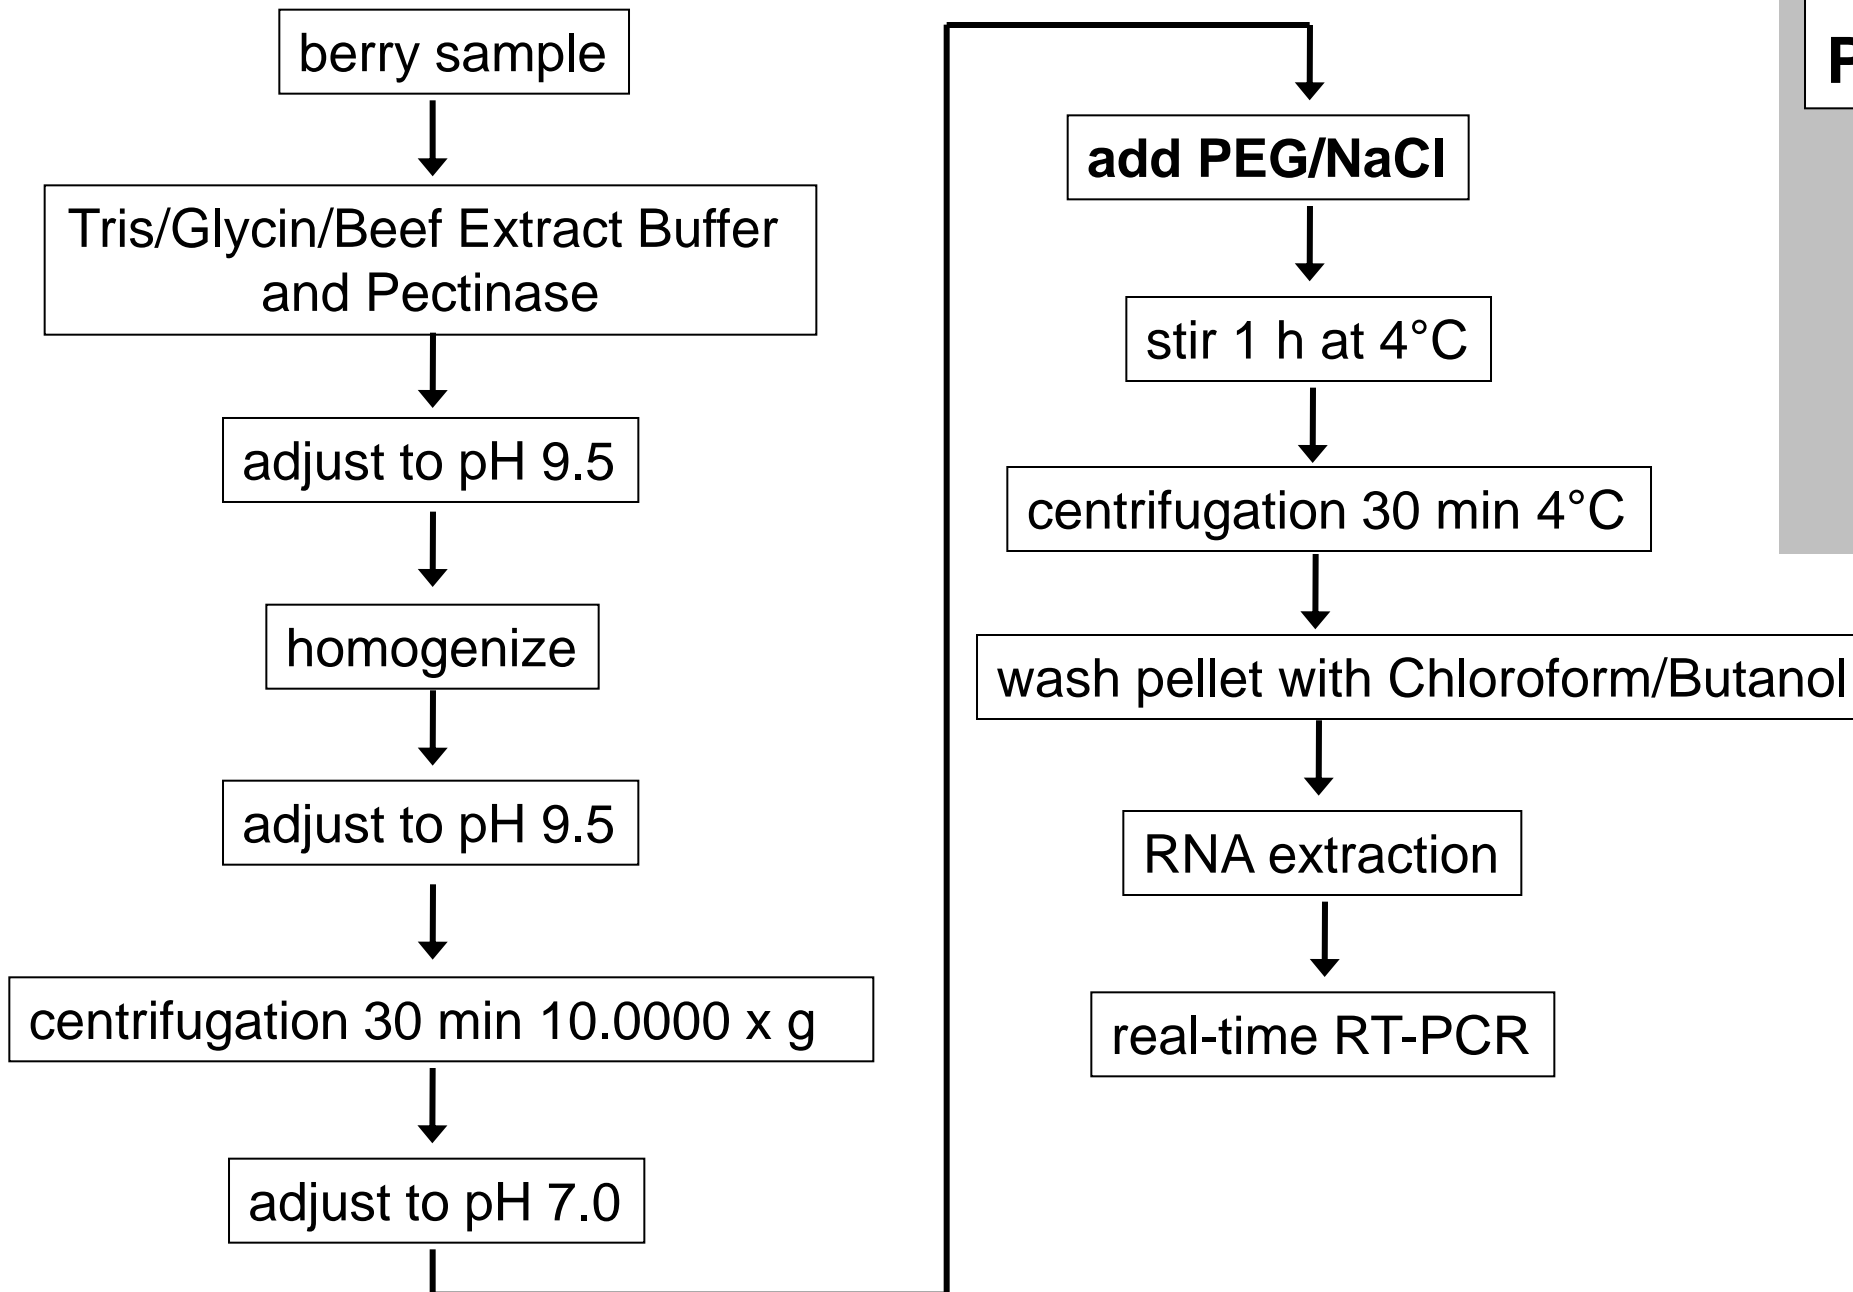 berry sample
Tris/Glycin/Beef Extract Buffer
and Pectinase
adjust to pH 9.5
homogenize
adjust to pH 9.5
centrifugation 30 min 10.0000 x g
adjust to pH 7.0
add PEG/NaCl
stir 1 h at 4°C
centrifugation 30 min 4°C
wash pellet with Chloroform/Butanol
RNA extraction
real-time RT-PCR